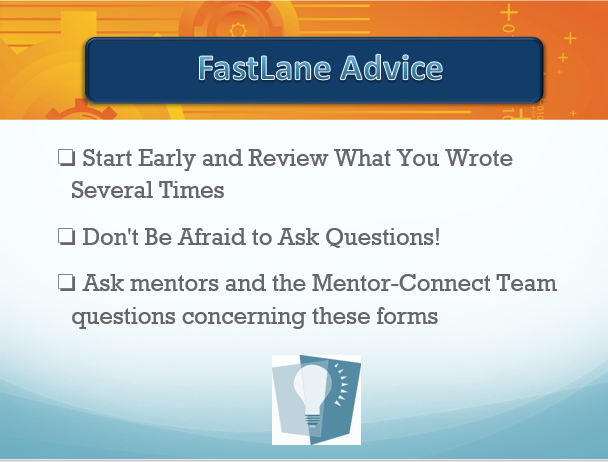 FastLane Advice
❑ Start Early and Review What You Wrote
Several Times
❑ Don't Be Afraid to Ask Questions!
❑ Ask mentors and the Mentor-Connect Team
questions concerning these forms